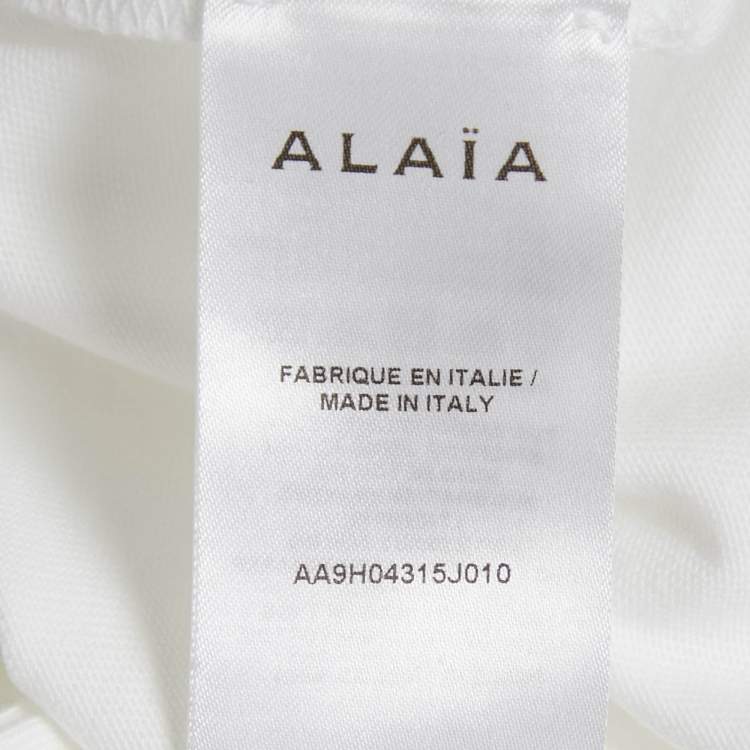 ALAÏA
FABRIQUE EN ITALIE /
MADE IN ITALY
AA9H04315J010